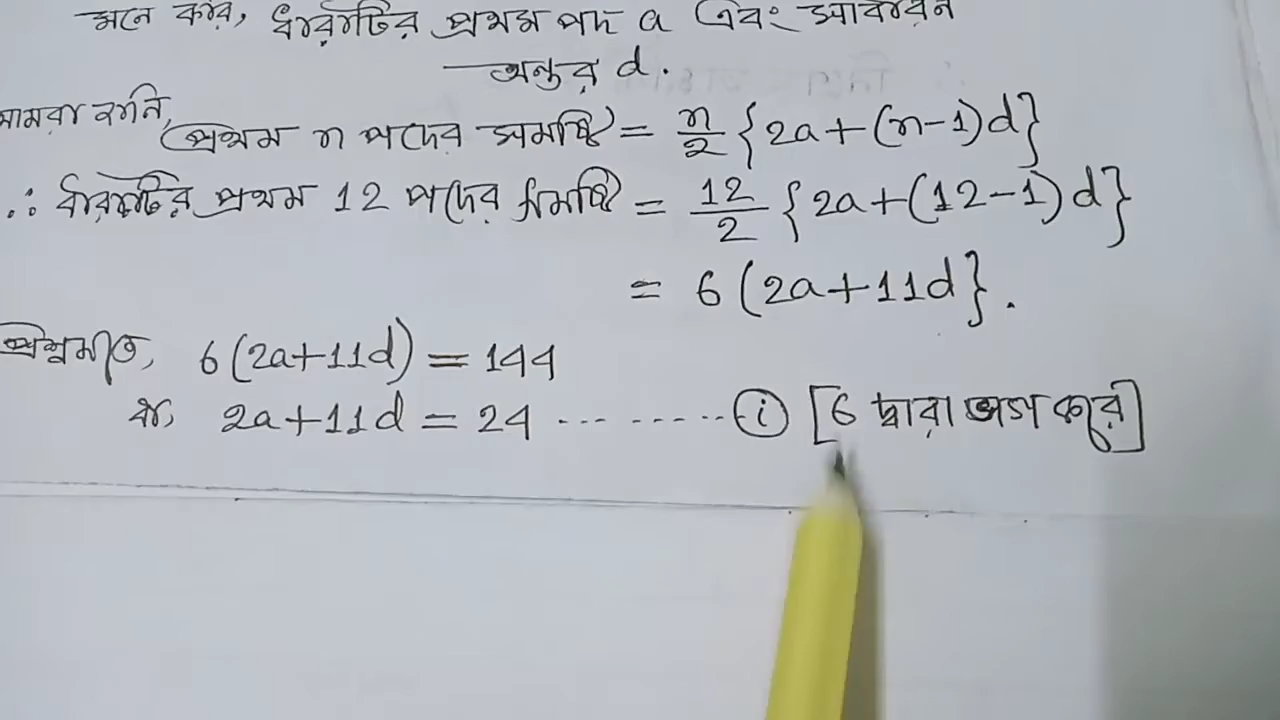 মনে করি, ধারাটির প্রথম পদ a এবং সাধারন
অন্তর d.
আমরা জানি, প্রথম n পদের সমষ্টি = n/2 {2a+(n-1)d}
∴ ধারাটির প্রথম 12 পদের সমষ্টি = 12/2 {2a+(12-1)d}
= 6 (2a+11d}.
প্রশ্নমতে, 6(2a+11d) = 144
বা, 2a+11d = 24 ---------- (i) [6 দ্বারা ভাগ করে]